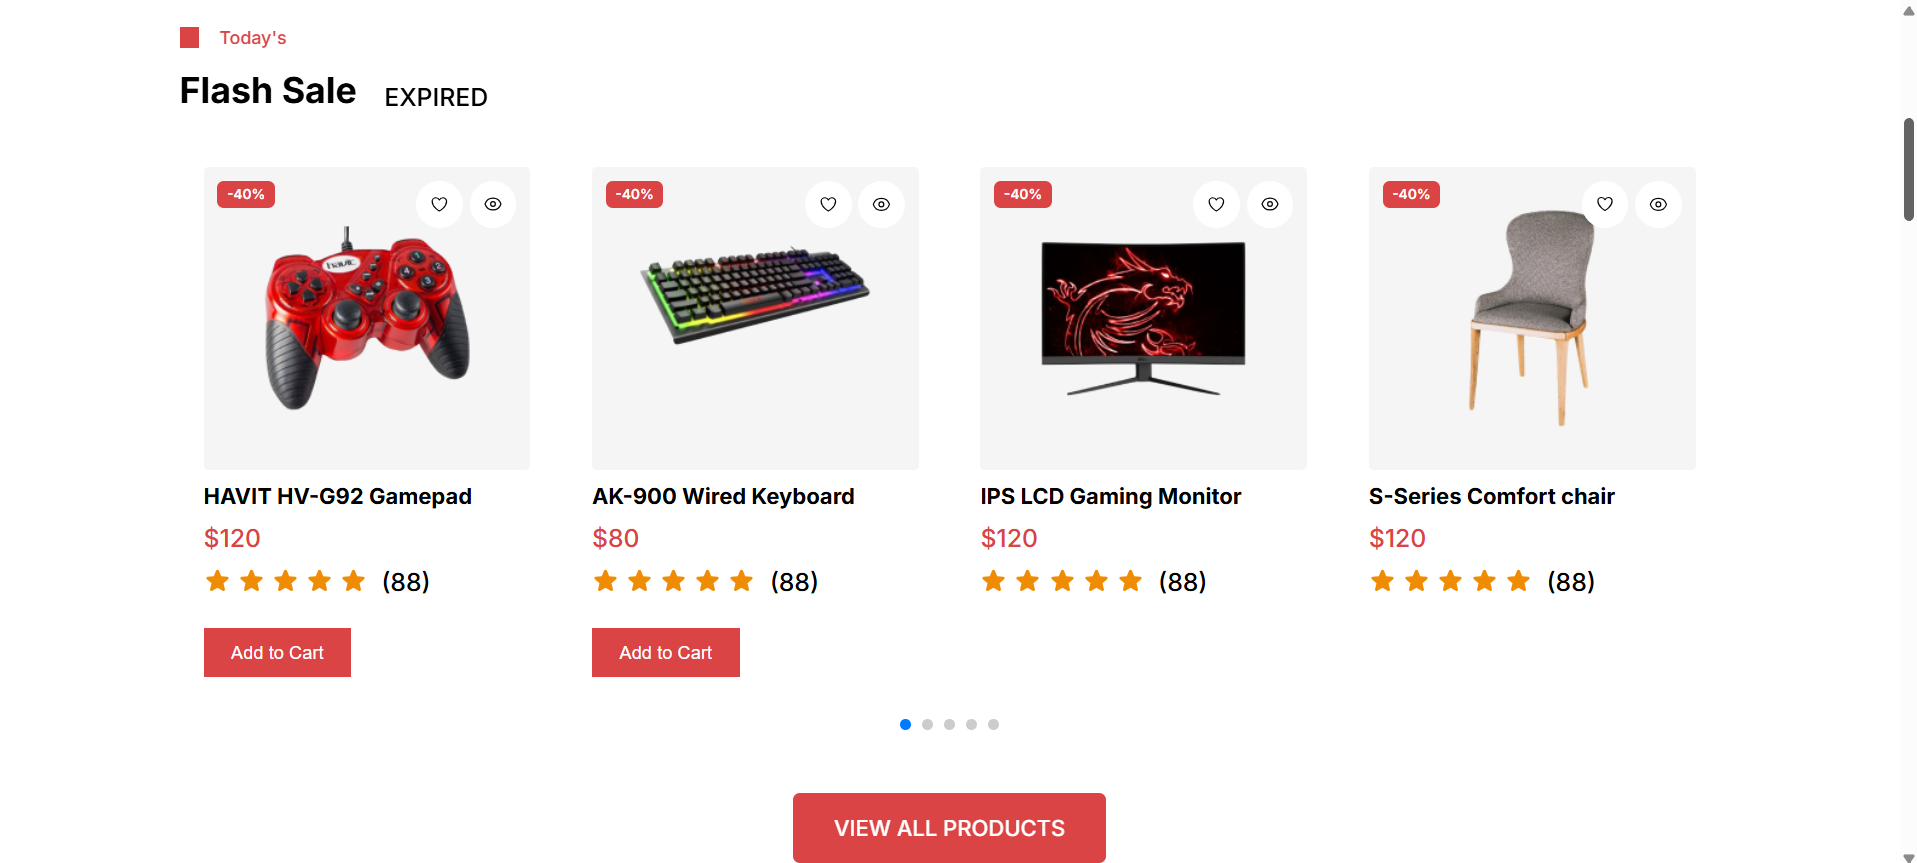 Today's
Flash Sale EXPIRED
-40% -40% -40% -40%
havit
HAVIT HV-G92 Gamepad AK-900 Wired Keyboard IPS LCD Gaming Monitor S-Series Comfort chair
$120 $80 $120 $120
(88) (88) (88) (88)
Add to Cart Add to Cart
VIEW ALL PRODUCTS